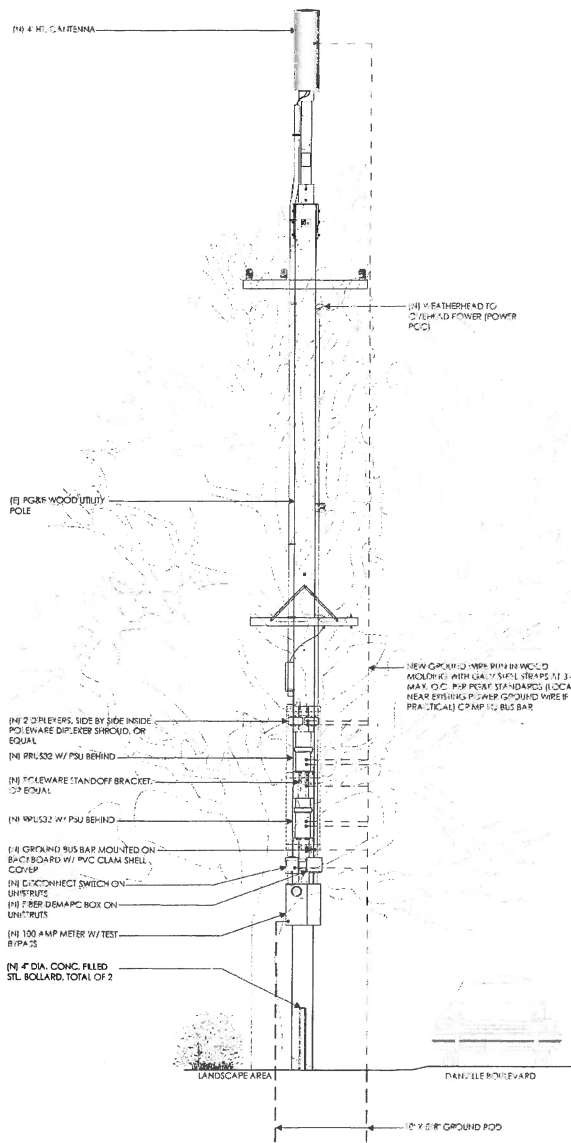 (N) 4' HT. CANTENNA
(N) WEATHERHEAD TO
OVEHEAD POWER (POWER
POC)
(E) PG&E WOOD UTILITY
POLE
NEW GROUND WIRE RUN IN WOOD
MOLDING WITH GALV STEEL STRAPS AT 3-
MAX. O.C. PER PG&E STANDARDS (LOCA
NEAR EXISTING POWER GROUND WIRE IF
PRACTICAL) CRIMP TO BUS BAR
(N) 2 DIPLEXERS, SIDE BY SIDE INSIDE
POLEWARE DIPLEXER SHROUD, OR
EQUAL
(N) RRUS32 W/ PSU BEHIND
(N) POLEWARE STANDOFF BRACKET,
OR EQUAL
(N) RRUS32 W/ PSU BEHIND
(N) GROUND BUS BAR MOUNTED ON
BACKBOARD W/ PVC CLAM SHELL
COVER
(N) DISCONNECT SWITCH ON
UNISTRUTS
(N) FIBER DEMARC BOX ON
UNISTRUTS
(N) 100 AMP METER W/ TEST
BYPASS
(N) 4" DIA. CONC. FILLED
STL. BOLLARD, TOTAL OF 2
LANDSCAPE AREA
DANVILLE BOULEVARD
10' X 5/8" GROUND ROD